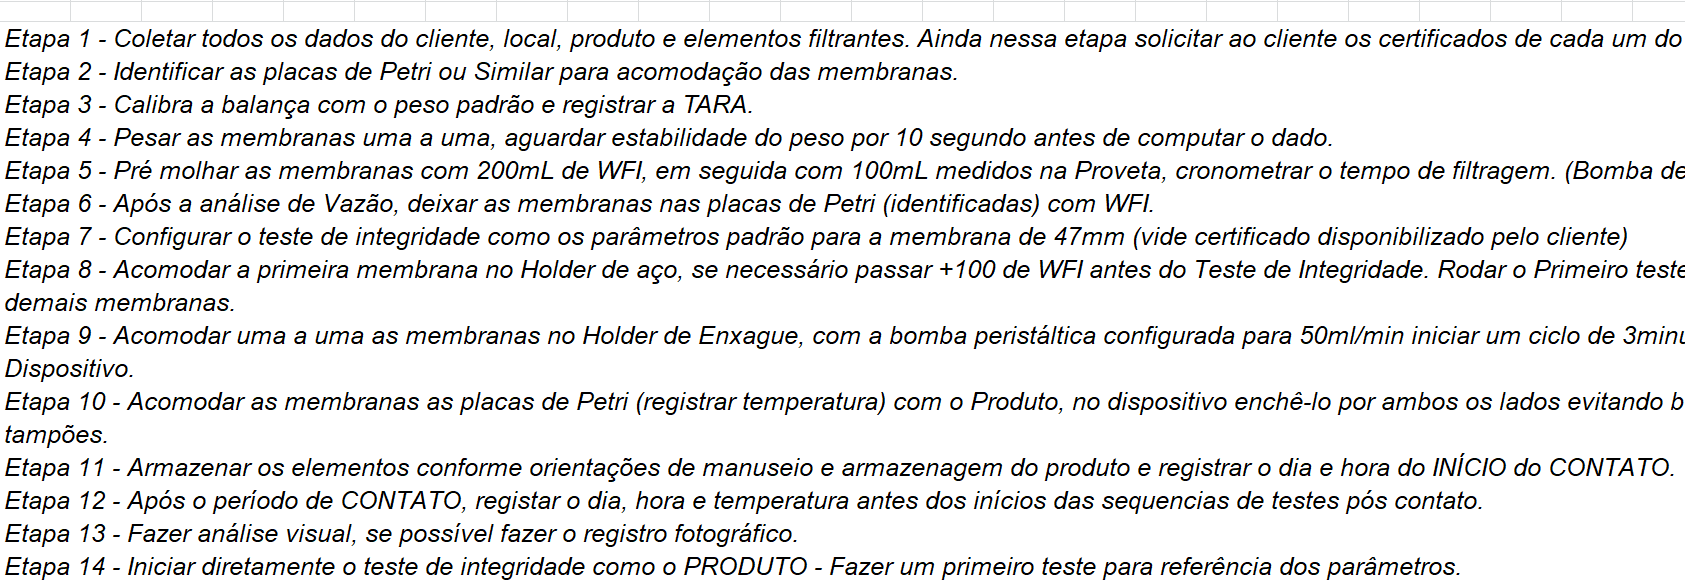 Etapa 1 - Coletar todos os dados do cliente, local, produto e elementos filtrantes. Ainda nessa etapa solicitar ao cliente os certificados de cada um do
Etapa 2 - Identificar as placas de Petri ou Similar para acomodação das membranas.
Etapa 3 - Calibra a balança com o peso padrão e registrar a TARA.
Etapa 4 - Pesar as membranas uma a uma, aguardar estabilidade do peso por 10 segundo antes de computar o dado.
Etapa 5 - Pré molhar as membranas com 200mL de WFI, em seguida com 100mL medidos na Proveta, cronometrar o tempo de filtragem. (Bomba de
Etapa 6 - Após a análise de Vazão, deixar as membranas nas placas de Petri (identificadas) com WFI.
Etapa 7 - Configurar o teste de integridade como os parâmetros padrão para a membrana de 47mm (vide certificado disponibilizado pelo cliente)
Etapa 8 - Acomodar a primeira membrana no Holder de aço, se necessário passar +100 de WFI antes do Teste de Integridade. Rodar o Primeiro teste
demais membranas.
Etapa 9 - Acomodar uma a uma as membranas no Holder de Enxague, com a bomba peristáltica configurada para 50ml/min iniciar um ciclo de 3minu
Dispositivo.
Etapa 10 - Acomodar as membranas as placas de Petri (registrar temperatura) com o Produto, no dispositivo enchê-lo por ambos os lados evitando b
tampões.
Etapa 11 - Armazenar os elementos conforme orientações de manuseio e armazenagem do produto e registrar o dia e hora do INÍCIO do CONTATO.
Etapa 12 - Após o período de CONTATO, registar o dia, hora e temperatura antes dos inícios das sequencias de testes pós contato.
Etapa 13 - Fazer análise visual, se possível fazer o registro fotográfico.
Etapa 14 - Iniciar diretamente o teste de integridade como o PRODUTO - Fazer um primeiro teste para referência dos parâmetros.